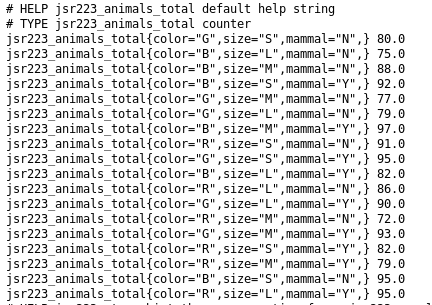 # HELP jsr223_animals_total default help string
# TYPE jsr223_animals_total counter
jsr223_animals_total{color="G",size="S",mammal="N",} 80.0
jsr223_animals_total{color="B",size="L",mammal="N",} 75.0
jsr223_animals_total{color="B",size="M",mammal="N",} 88.0
jsr223_animals_total{color="B",size="S",mammal="Y",} 92.0
jsr223_animals_total{color="G",size="M",mammal="N",} 77.0
jsr223_animals_total{color="G",size="L",mammal="N",} 79.0
jsr223_animals_total{color="B",size="M",mammal="Y",} 97.0
jsr223_animals_total{color="R",size="S",mammal="N",} 91.0
jsr223_animals_total{color="G",size="S",mammal="Y",} 95.0
jsr223_animals_total{color="B",size="L",mammal="Y",} 82.0
jsr223_animals_total{color="R",size="L",mammal="N",} 86.0
jsr223_animals_total{color="G",size="L",mammal="Y",} 90.0
jsr223_animals_total{color="R",size="M",mammal="N",} 72.0
jsr223_animals_total{color="G",size="M",mammal="Y",} 93.0
jsr223_animals_total{color="R",size="S",mammal="Y",} 82.0
jsr223_animals_total{color="R",size="M",mammal="Y",} 79.0
jsr223_animals_total{color="B",size="S",mammal="N",} 95.0
jsr223_animals_total{color="R",size="L",mammal="Y",} 95.0